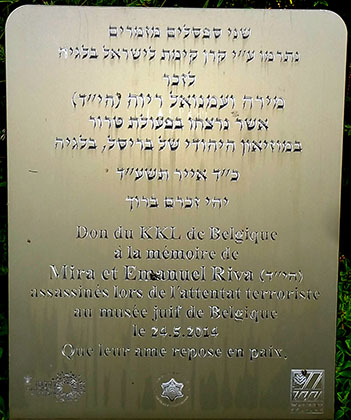 שני ספסלים מוזמרים
נתרמו ע״י קרן קימת לישראל בלגיה
לזכר
מירה ועמנואל ריוה (הי״ד)
אשר נרצחו בפעולת טרור
במוזיאון היהודי של בריסל, בלגיה
כ״ד אייר תשע״ד
יהי זכרם ברוך
Don du KKL de Belgique
à la mémoire de
Mira et Emanuel Riva (הי״ד)
assassinés lors de l'attentat terroriste
au musée juif de Belgique
le 24.5.2014
Que leur ame repose en paix.